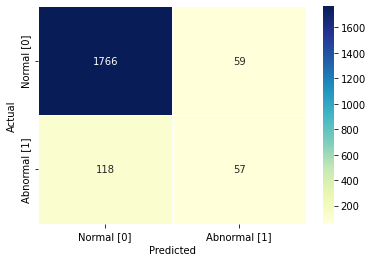 Normal [0]
Abnormal [1]
Actual
1766
59
118
57
Normal [0]
Abnormal [1]
Predicted
1600
1400
1200
1000
800
600
400
200